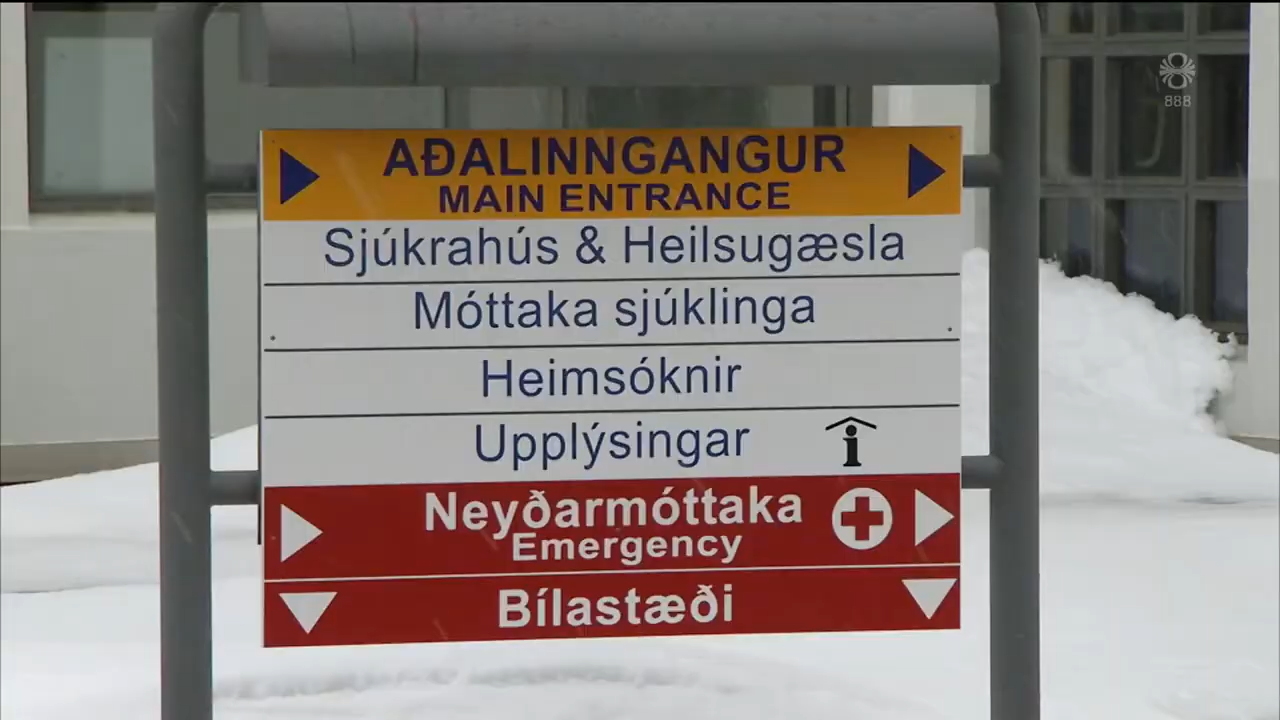 888
AÐALINNGANGUR
MAIN ENTRANCE
Sjúkrahús & Heilsugæsla
Móttaka sjúklinga
Heimsóknir
Upplýsingar
Neyðarmóttaka
Emergency
Bílastæði